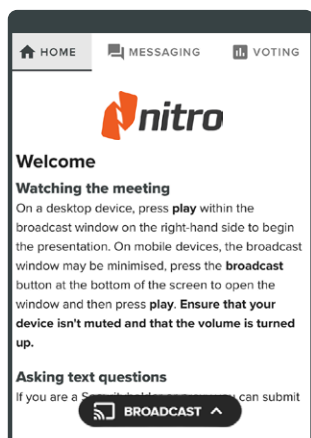 HOME MESSAGING VOTING
nitro
Welcome
Watching the meeting
On a desktop device, press play within the
broadcast window on the right-hand side to begin
the presentation. On mobile devices, the broadcast
window may be minimised, press the broadcast
button at the bottom of the screen to open the
window and then press play. Ensure that your
device isn't muted and that the volume is turned
up.
Asking text questions
If you are a can submit
BROADCAST